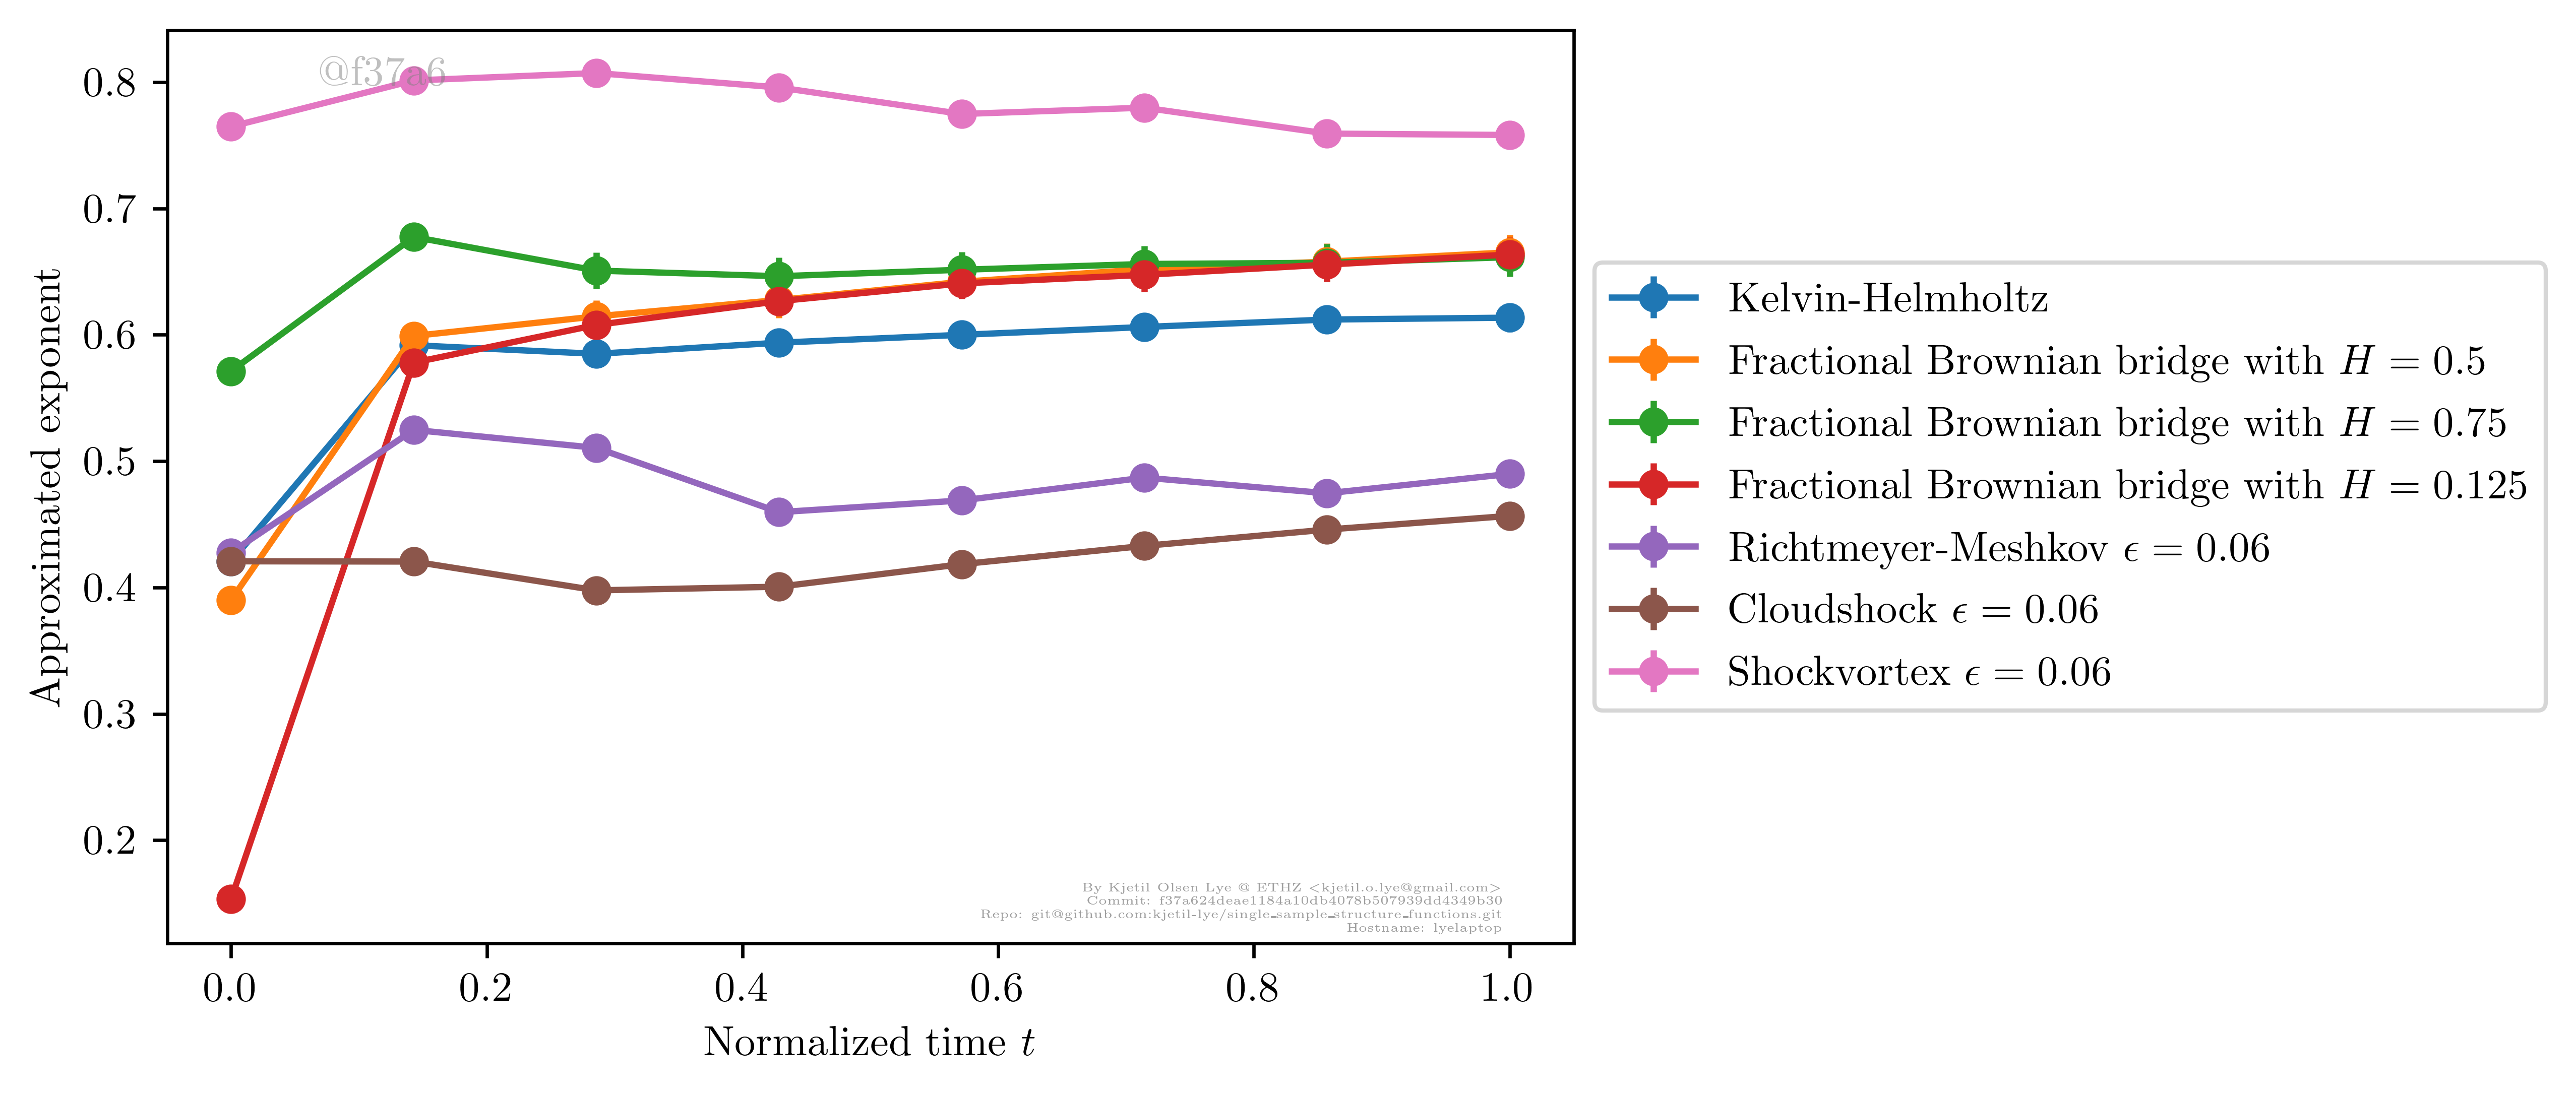 @f37a6
0.8
0.7
0.6
0.5
0.4
0.3
0.2
Approximated exponent
0.0 0.2 0.4 0.6 0.8 1.0
Normalized time t
Kelvin-Helmholtz
Fractional Brownian bridge with H = 0.5
Fractional Brownian bridge with H = 0.75
Fractional Brownian bridge with H = 0.125
Richtmeyer-Meshkov ϵ = 0.06
Cloudshock ϵ = 0.06
Shockvortex ϵ = 0.06
By Kjetil Olsen Lye @ ETHZ <kjetil.o.lye@gmail.com>
Commit: f37a624deae1184a10db4078b507939dd4349b30
Repo: git@github.com:kjetil-lye/single_sample_structure_functions.git
Hostname: lyelaptop